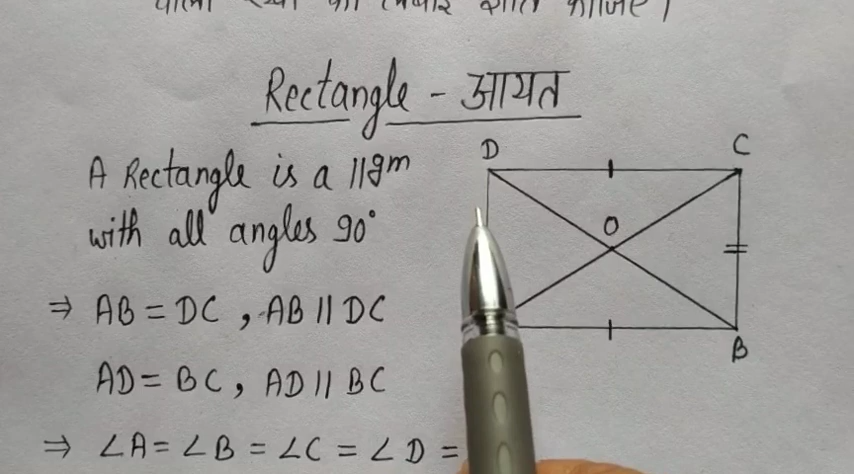 Rectangle - आयत
A Rectangle is a ||gm
with all angles 90°
⇒ AB = DC , AB || DC
AD = BC , AD || BC
⇒ ∠A = ∠B = ∠C = ∠D =
D
C
O
B